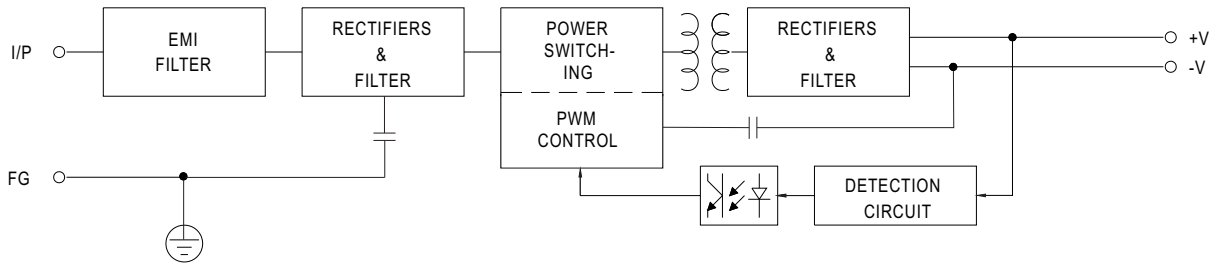 I/P
EMI
FILTER
RECTIFIERS
&
FILTER
POWER
SWITCH-
ING
PWM
CONTROL
RECTIFIERS
&
FILTER
+V
-V
FG
DETECTION
CIRCUIT